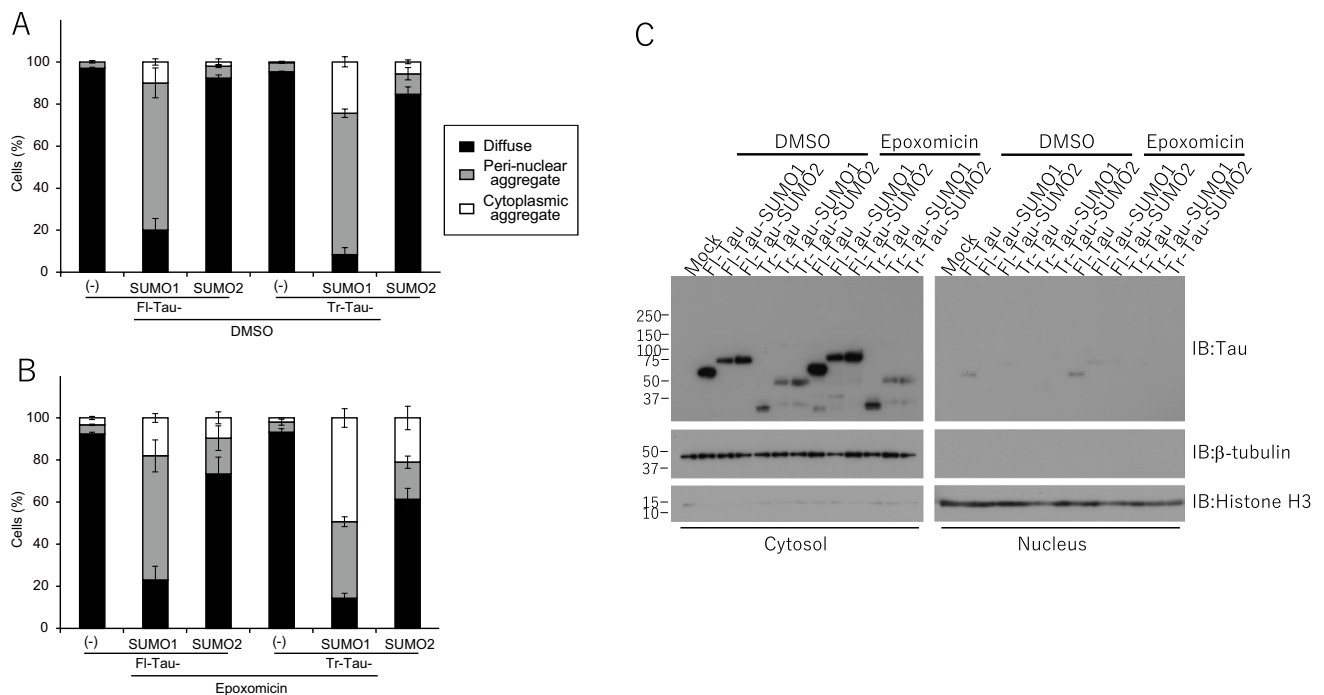 A
100
80
60
40
20
0
Cells (%)
(-)
SUMO1
SUMO2
(-)
SUMO1
SUMO2
Fl-Tau-
Tr-Tau-
DMSO
Diffuse
Peri-nuclear
aggregate
Cytoplasmic
aggregate
B
100
80
60
40
20
0
Cells (%)
(-)
SUMO1
SUMO2
(-)
SUMO1
SUMO2
Fl-Tau-
Tr-Tau-
Epoxomicin
C
DMSO
Epoxomicin
DMSO
Epoxomicin
Mock
Fl-Tau
Fl-Tau-SUMO1
Fl-Tau-SUMO2
Tr-Tau
Tr-Tau-SUMO1
Tr-Tau-SUMO2
Fl-Tau
Fl-Tau-SUMO1
Fl-Tau-SUMO2
Tr-Tau
Tr-Tau-SUMO1
Tr-Tau-SUMO2
Mock
Fl-Tau
Fl-Tau-SUMO1
Fl-Tau-SUMO2
Tr-Tau
Tr-Tau-SUMO1
Tr-Tau-SUMO2
Fl-Tau
Fl-Tau-SUMO1
Fl-Tau-SUMO2
Tr-Tau
Tr-Tau-SUMO1
Tr-Tau-SUMO2
250
150
100
75
50
37
IB:Tau
50
37
IB:β-tubulin
15
10
IB:Histone H3
Cytosol
Nucleus